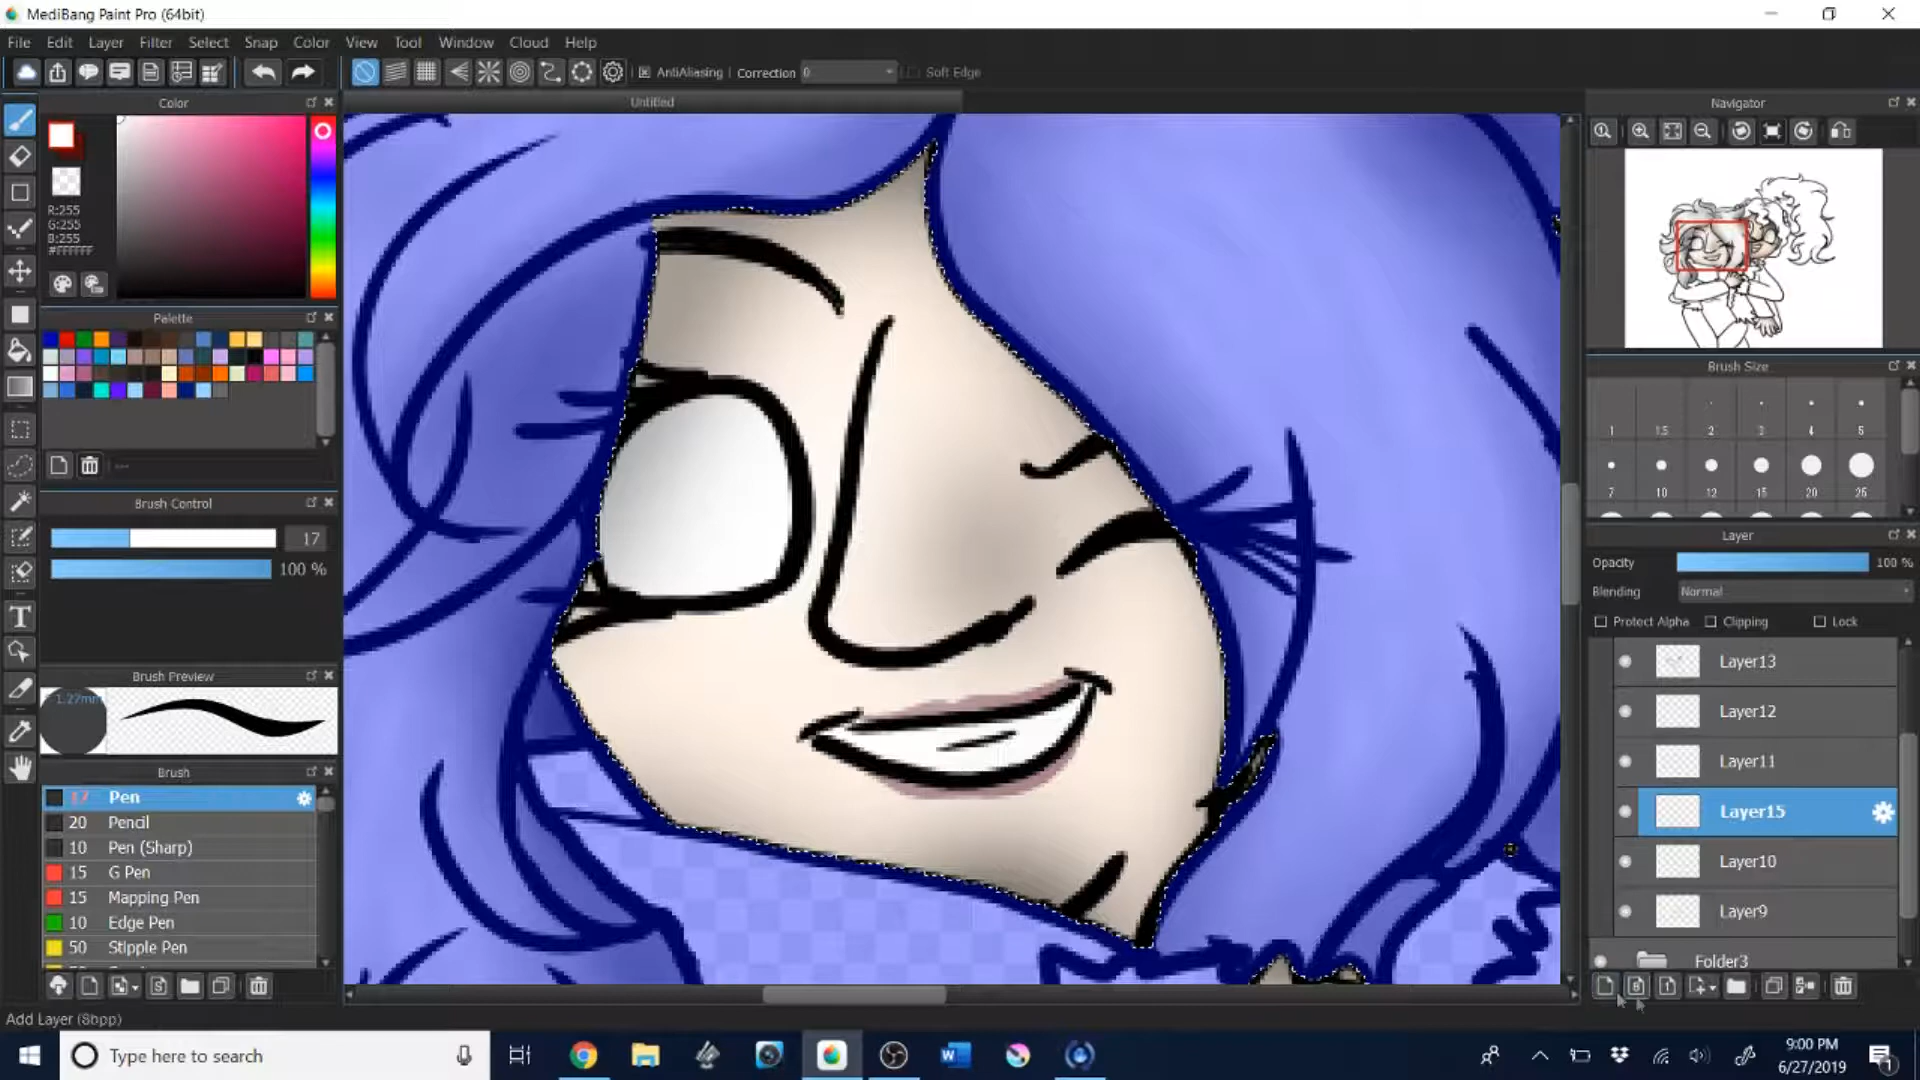 MediBang Paint Pro (64bit)
File Edit Layer Filter Select Snap Color View Tool Window Cloud Help
AntiAliasing Correction 0 Soft Edge
Color
Untitled
Navigator
R:255
G:255
B:255
#FFFFFF
Palette
---
Brush Size
1 1.5 2 3 4 5
7 10 12 15 20 25
Brush Control
17
100 %
Layer
Opacity 100 %
Blending Normal
Protect Alpha Clipping Lock
Brush Preview
1.27mm
Layer13
Layer12
Layer11
Layer15
Layer10
Layer9
Folder3
Brush
17 Pen
20 Pencil
10 Pen (Sharp)
15 G Pen
15 Mapping Pen
10 Edge Pen
50 Stipple Pen
Add Layer (8bpp)
Type here to search
9:00 PM
6/27/2019
1